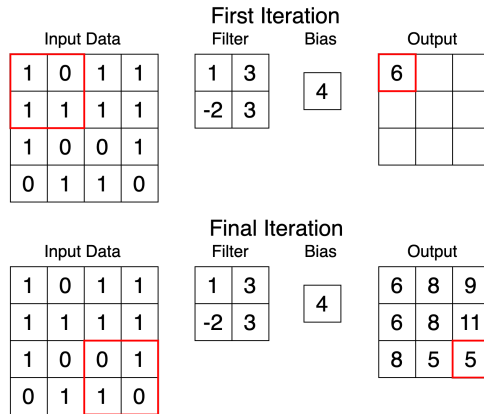 First Iteration
Input Data Filter Bias Output
1 0 1 1 1 3 4 6
1 1 1 1 -2 3
1 0 0 1
0 1 1 0
Final Iteration
Input Data Filter Bias Output
1 0 1 1 1 3 4 6 8 9
1 1 1 1 -2 3 6 8 11
1 0 0 1 8 5 5
0 1 1 0